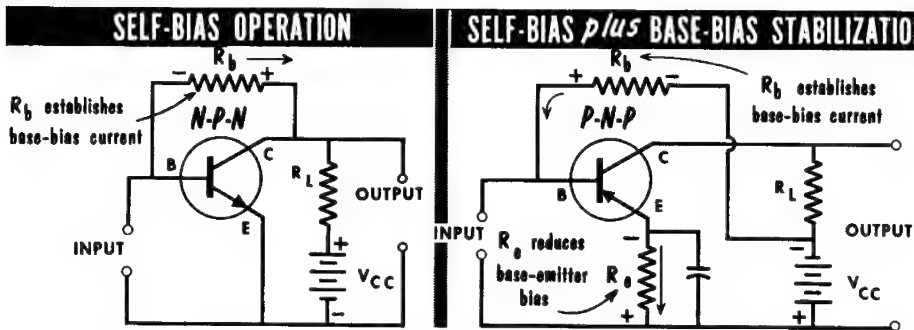 SELF-BIAS OPERATION
R_b
- +
R_b establishes
base-bias current
N-P-N
B
C
E
R_L
INPUT
OUTPUT
+
V_CC
-
SELF-BIAS plus BASE-BIAS STABILIZATIO
R_b
+ -
R_b establishes
base-bias current
P-N-P
B
C
E
R_L
INPUT
OUTPUT
R_e reduces
base-emitter
bias
-
R_e
+
-
V_CC
+